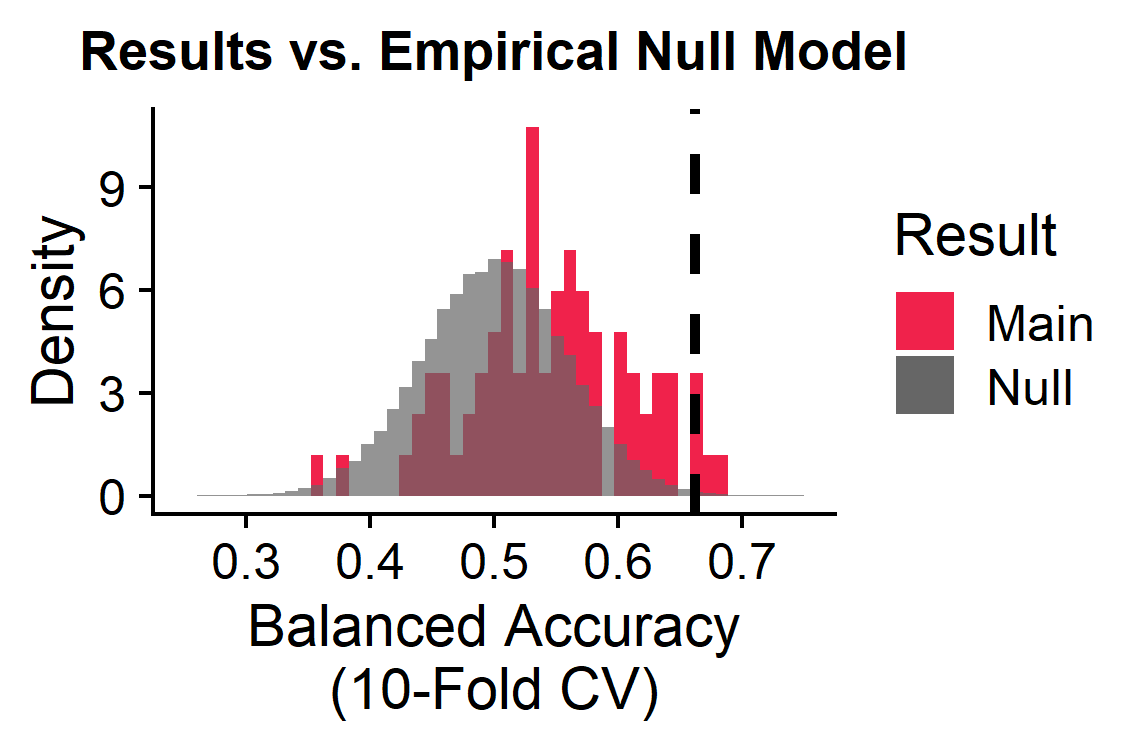 Results vs. Empirical Null Model
Density
9
6
3
0
0.3 0.4 0.5 0.6 0.7
Balanced Accuracy
(10-Fold CV)
Result
Main
Null